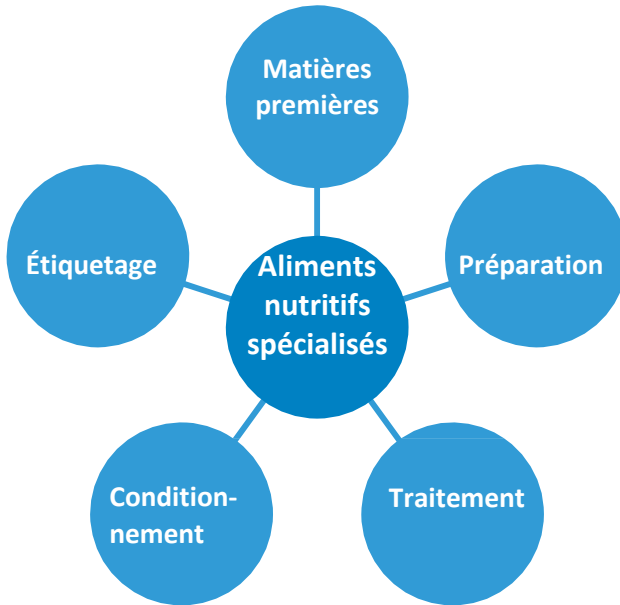 Matières
premières
Étiquetage
Aliments
nutritifs
spécialisés
Préparation
Condition-
nement
Traitement